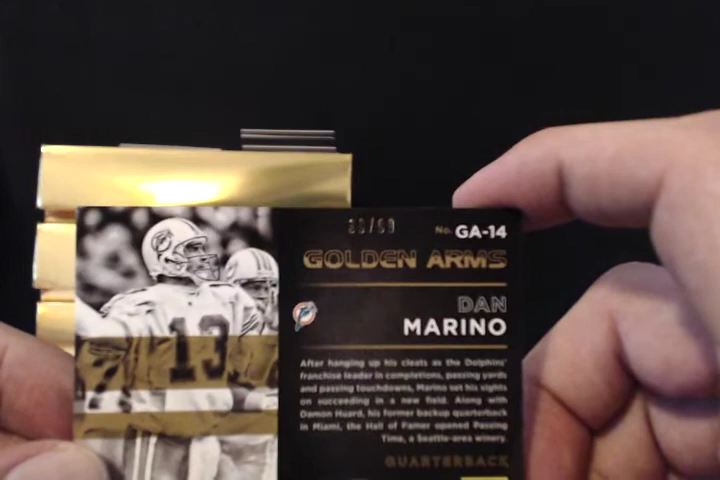 No. GA-14
GOLDEN ARMS
DAN
MARINO
13
After hanging up his cleats as the Dolphins'
franchise leader in completions, passing yards
and passing touchdowns, Marino set his sights
on succeeding in a new field. Along with
Damon Huard, his former backup quarterback
in Miami, the Hall of Famer opened Passing
Time, a Seattle-area winery.
QUARTERBACK